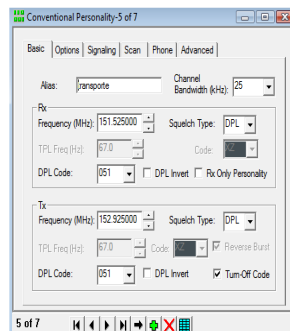 Conventional Personality-5 of 7
Basic Options Signaling Scan Phone Advanced
Alias: transporte Channel Bandwidth (kHz): 25
Rx
Frequency (MHz): 151.525000 Squelch Type: DPL
TPL Freq (Hz): 67.0 Code: XZ
DPL Code: 051 DPL Invert Rx Only Personality
Tx
Frequency (MHz): 152.925000 Squelch Type: DPL
TPL Freq (Hz): 67.0 Code: XZ Reverse Burst
DPL Code: 051 DPL Invert Turn-Off Code
5 of 7